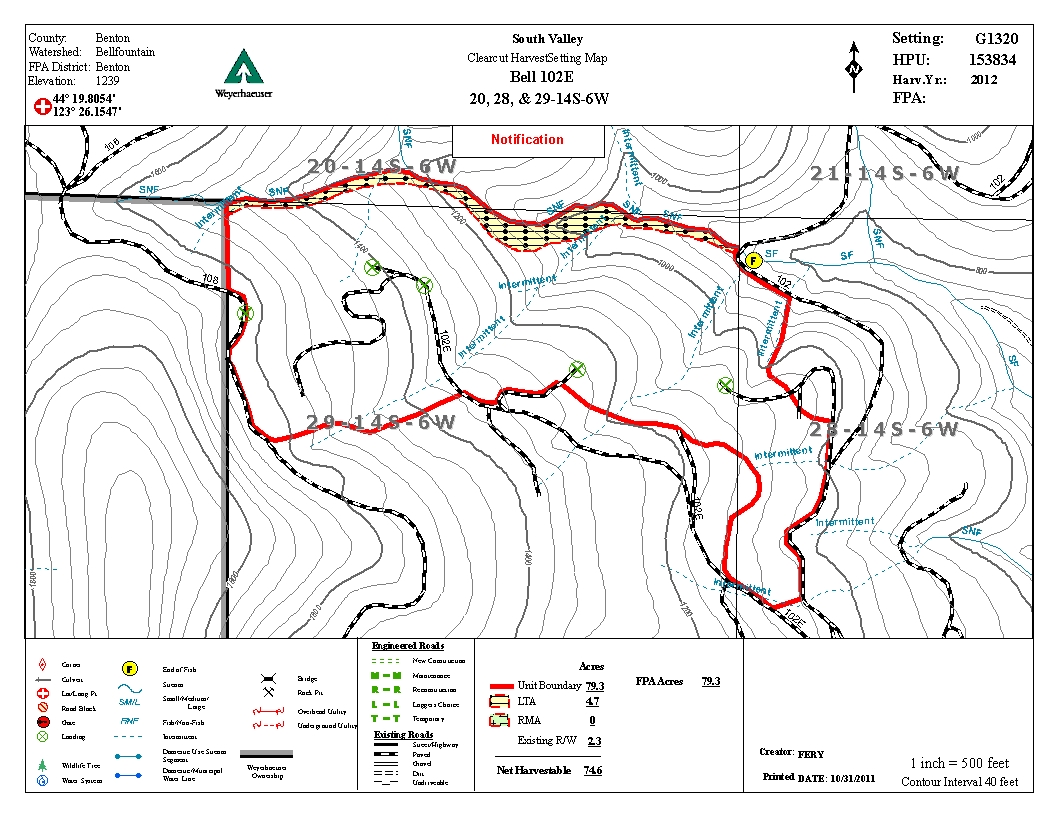 County: Benton
Watershed: Bellfountain
FPA District: Benton
Elevation: 1239
44° 19.8054'
123° 26.1547'
Weyerhaeuser
South Valley
Clearcut HarvestSetting Map
Bell 102E
20, 28, & 29-14S-6W
N
Setting: G1320
HPU: 153834
Harv.Yr.: 2012
FPA:
Notification
20-14S-6W
21-14S-6W
29-14S-6W
28-14S-6W
108
1600
SNF
SNF
Intermittent
SNF
Intermittent
1000
1000
102
SNF
SNF
SNF
1200
Intermittent
1400
108
1000
Intermittent
F
SF
SF
SNF
800
102
Intermittent
Intermittent
Intermittent
102E
SF
Intermittent
102E
Intermittent
SNF
1400
1800
1800
1800
1200
Intermittent
102E
Corner
Culvert
Lat/Long Pt
Road Block
Gate
Landing
Wildlife Tree
Water System
F
End of Fish
Stream
S/M/L
Small/Medium/
Large
F/NF
Fish/Non-Fish
Intermittent
Domestic Use Stream
Segment
Domestic/Municipal
Water Line
Bridge
Rock Pit
Overhead Utility
Underground Utility
Weyerhaeuser
Ownership
Engineered Roads
New Construction
M M Maintenance
R R Reconstruction
L L Loggers Choice
T T Temporary
Existing Roads
State/Highway
Paved
Gravel
Dirt
Undriveable
Acres
Unit Boundary 79.3
LTA 4.7
RMA 0
Existing R/W 2.3
Net Harvestable 74.6
FPA Acres 79.3
Creator: FERY
Printed DATE: 10/31/2011
1 inch = 500 feet
Contour Interval 40 feet